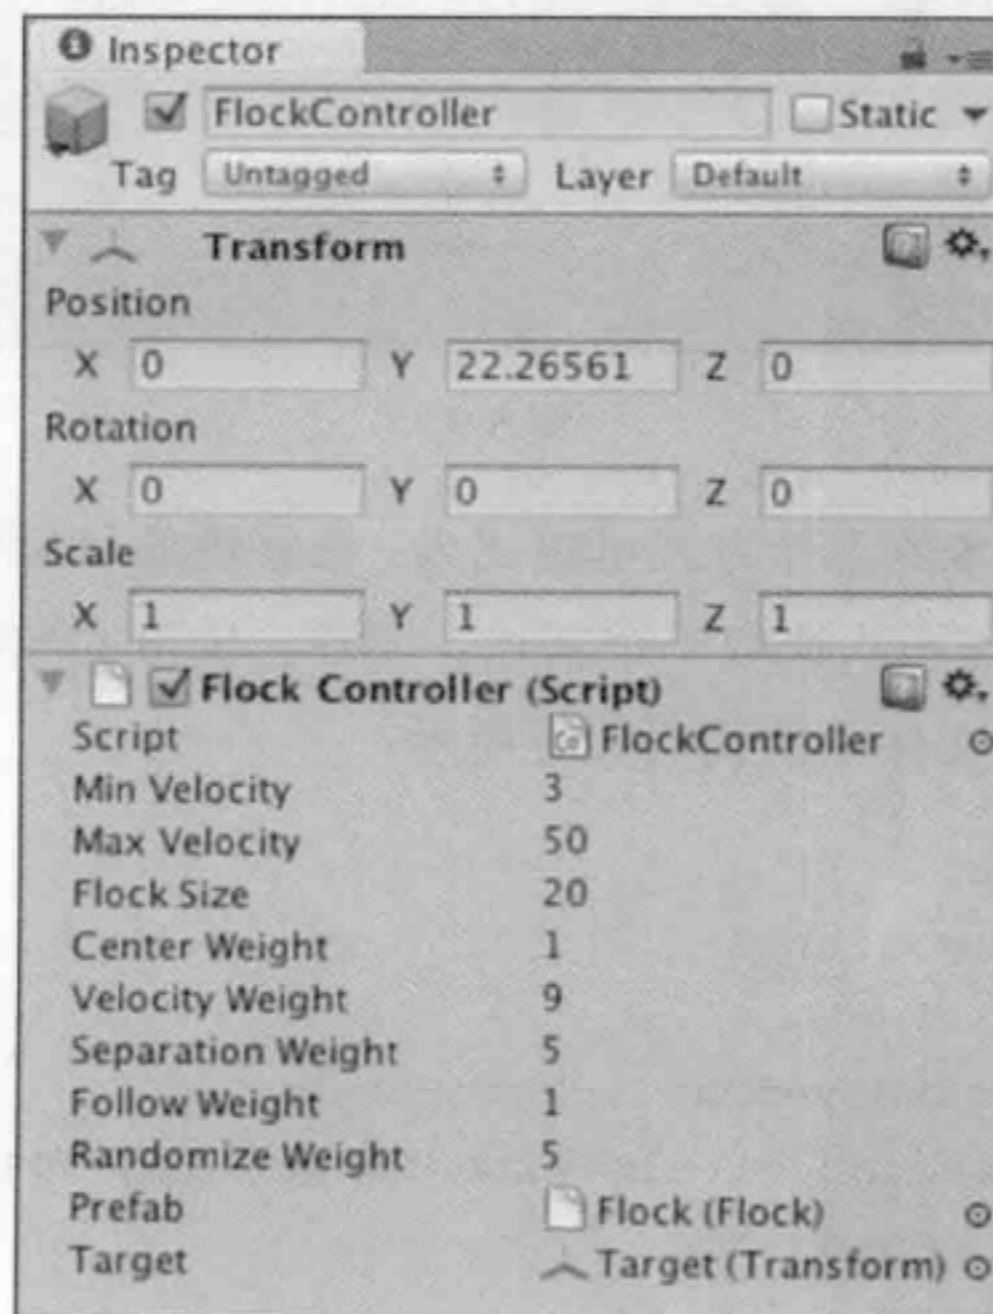 Inspector
FlockController Static
Tag Untagged Layer Default
Transform
Position
X 0 Y 22.26561 Z 0
Rotation
X 0 Y 0 Z 0
Scale
X 1 Y 1 Z 1
Flock Controller (Script)
Script FlockController
Min Velocity 3
Max Velocity 50
Flock Size 20
Center Weight 1
Velocity Weight 9
Separation Weight 5
Follow Weight 1
Randomize Weight 5
Prefab Flock (Flock)
Target Target (Transform)